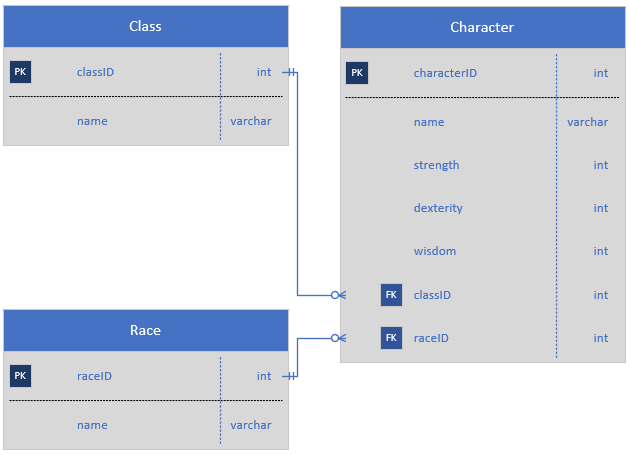 Class
PK classID int
name varchar
Character
PK characterID int
name varchar
strength int
dexterity int
wisdom int
FK classID int
FK raceID int
Race
PK raceID int
name varchar